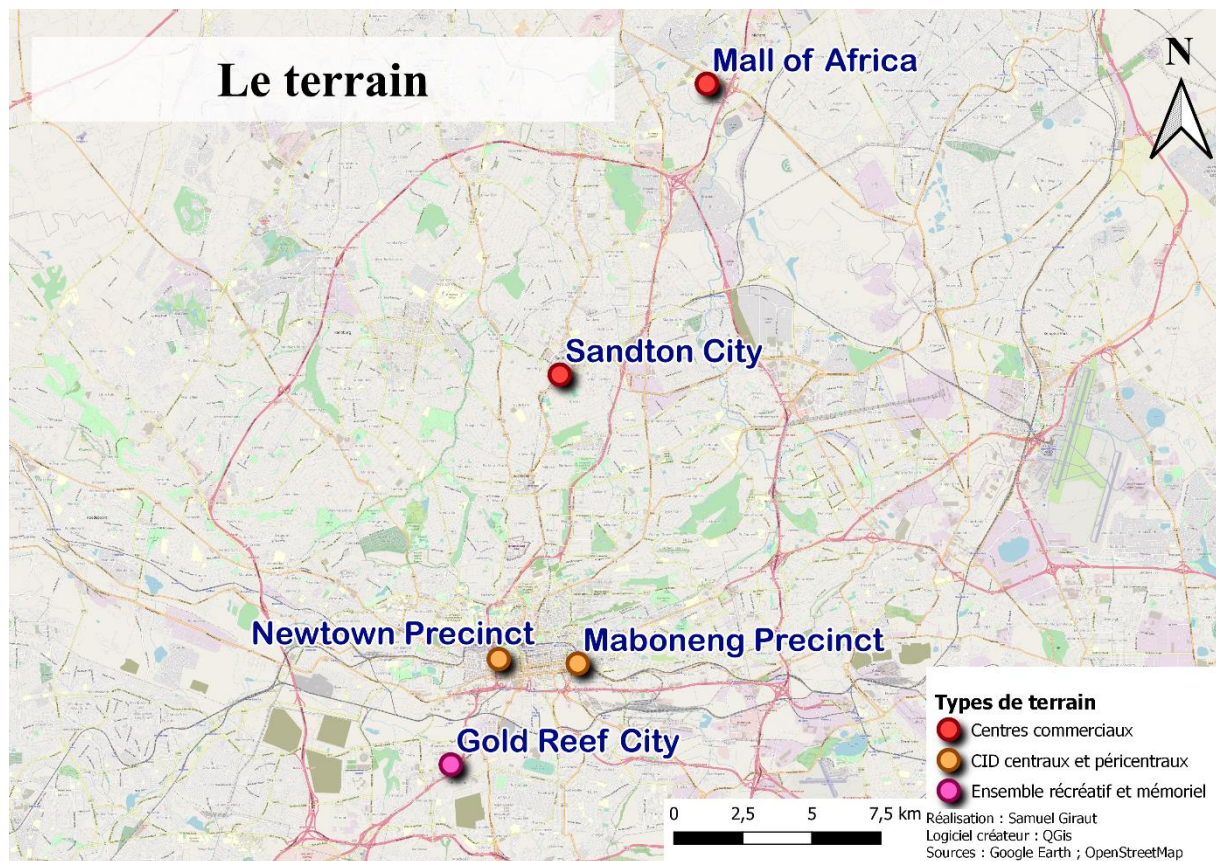 Le terrain
Mall of Africa
N
Sandton City
Newtown Precinct
Maboneng Precinct
Gold Reef City
Types de terrain
Centres commerciaux
CID centraux et péricentraux
Ensemble récréatif et mémoriel
0 2,5 5 7,5 km
Réalisation : Samuel Giraut
Logiciel créateur : QGis
Sources : Google Earth ; OpenStreetMap